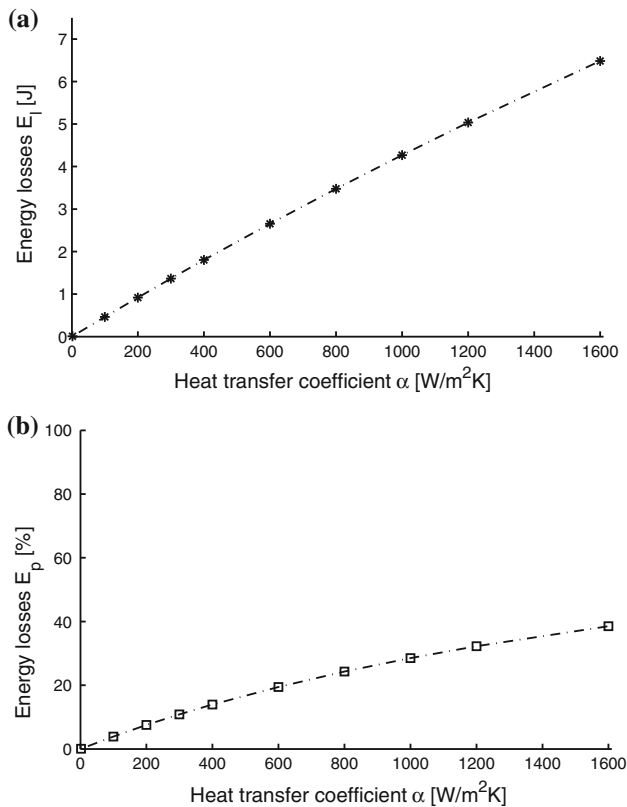 (a)
7
6
5
4
3
2
1
0
Energy losses E_l [J]
0 200 400 600 800 1000 1200 1400 1600
Heat transfer coefficient α [W/m²K]
(b)
100
80
60
40
20
0
Energy losses E_p [%]
0 200 400 600 800 1000 1200 1400 1600
Heat transfer coefficient α [W/m²K]